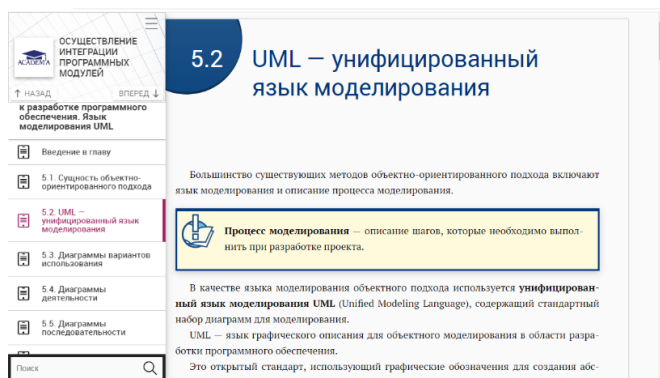 ACADEMA
ОСУЩЕСТВЛЕНИЕ
ИНТЕГРАЦИИ
ПРОГРАММНЫХ
МОДУЛЕЙ
↑ НАЗАД
ВПЕРЕД ↓
к разработке программного
обеспечения. Язык
моделирования UML
Введение в главу
5.1. Сущность объектно-
ориентированного подхода
5.2. UML —
унифицированный язык
моделирования
5.3. Диаграммы вариантов
использования
5.4. Диаграммы
деятельности
5.5. Диаграммы
последовательности
Поиск
5.2
UML — унифицированный
язык моделирования
Большинство существующих методов объектно-ориентированного подхода включают
язык моделирования и описание процесса моделирования.
Процесс моделирования — описание шагов, которые необходимо выпол-
нить при разработке проекта.
В качестве языка моделирования объектного подхода используется унифицирован-
ный язык моделирования UML (Unified Modeling Language), содержащий стандартный
набор диаграмм для моделирования.
UML — язык графического описания для объектного моделирования в области разра-
ботки программного обеспечения.
Это открытый стандарт, использующий графические обозначения для создания абс-